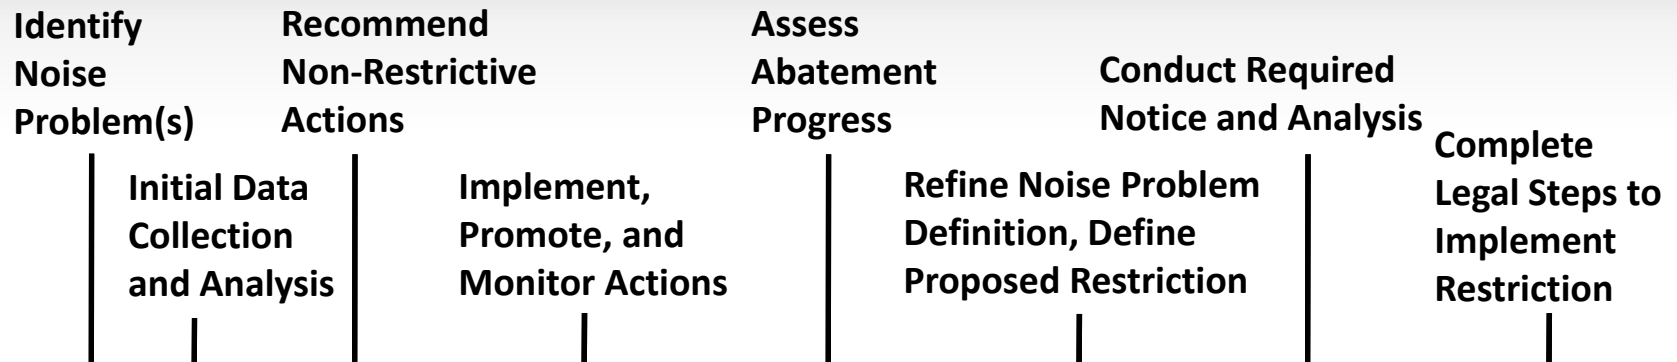 Identify
Noise
Problem(s)
Initial Data
Collection
and Analysis
Recommend
Non-Restrictive
Actions
Implement,
Promote, and
Monitor Actions
Assess
Abatement
Progress
Refine Noise Problem
Definition, Define
Proposed Restriction
Conduct Required
Notice and Analysis
Complete
Legal Steps to
Implement
Restriction